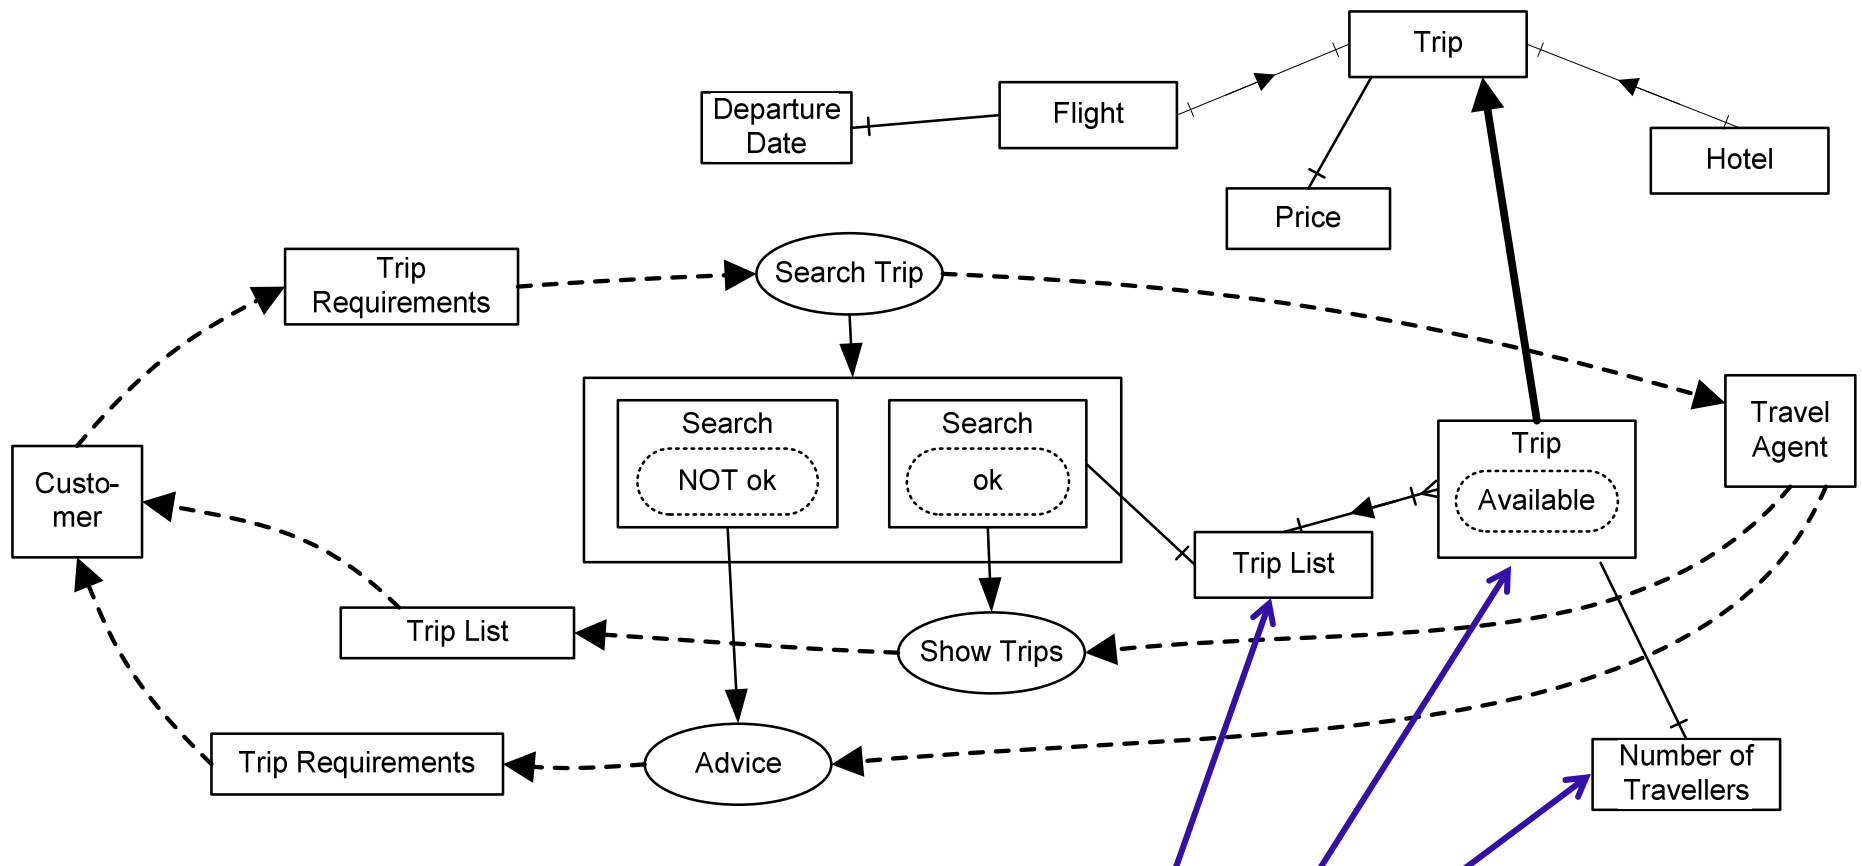 Trip
Departure
Date
Flight
Hotel
Price
Trip
Requirements
Search Trip
Travel
Agent
Search
NOT ok
Search
ok
Trip
Available
Custo-
mer
Trip List
Trip List
Show Trips
Trip Requirements
Advice
Number of
Travellers